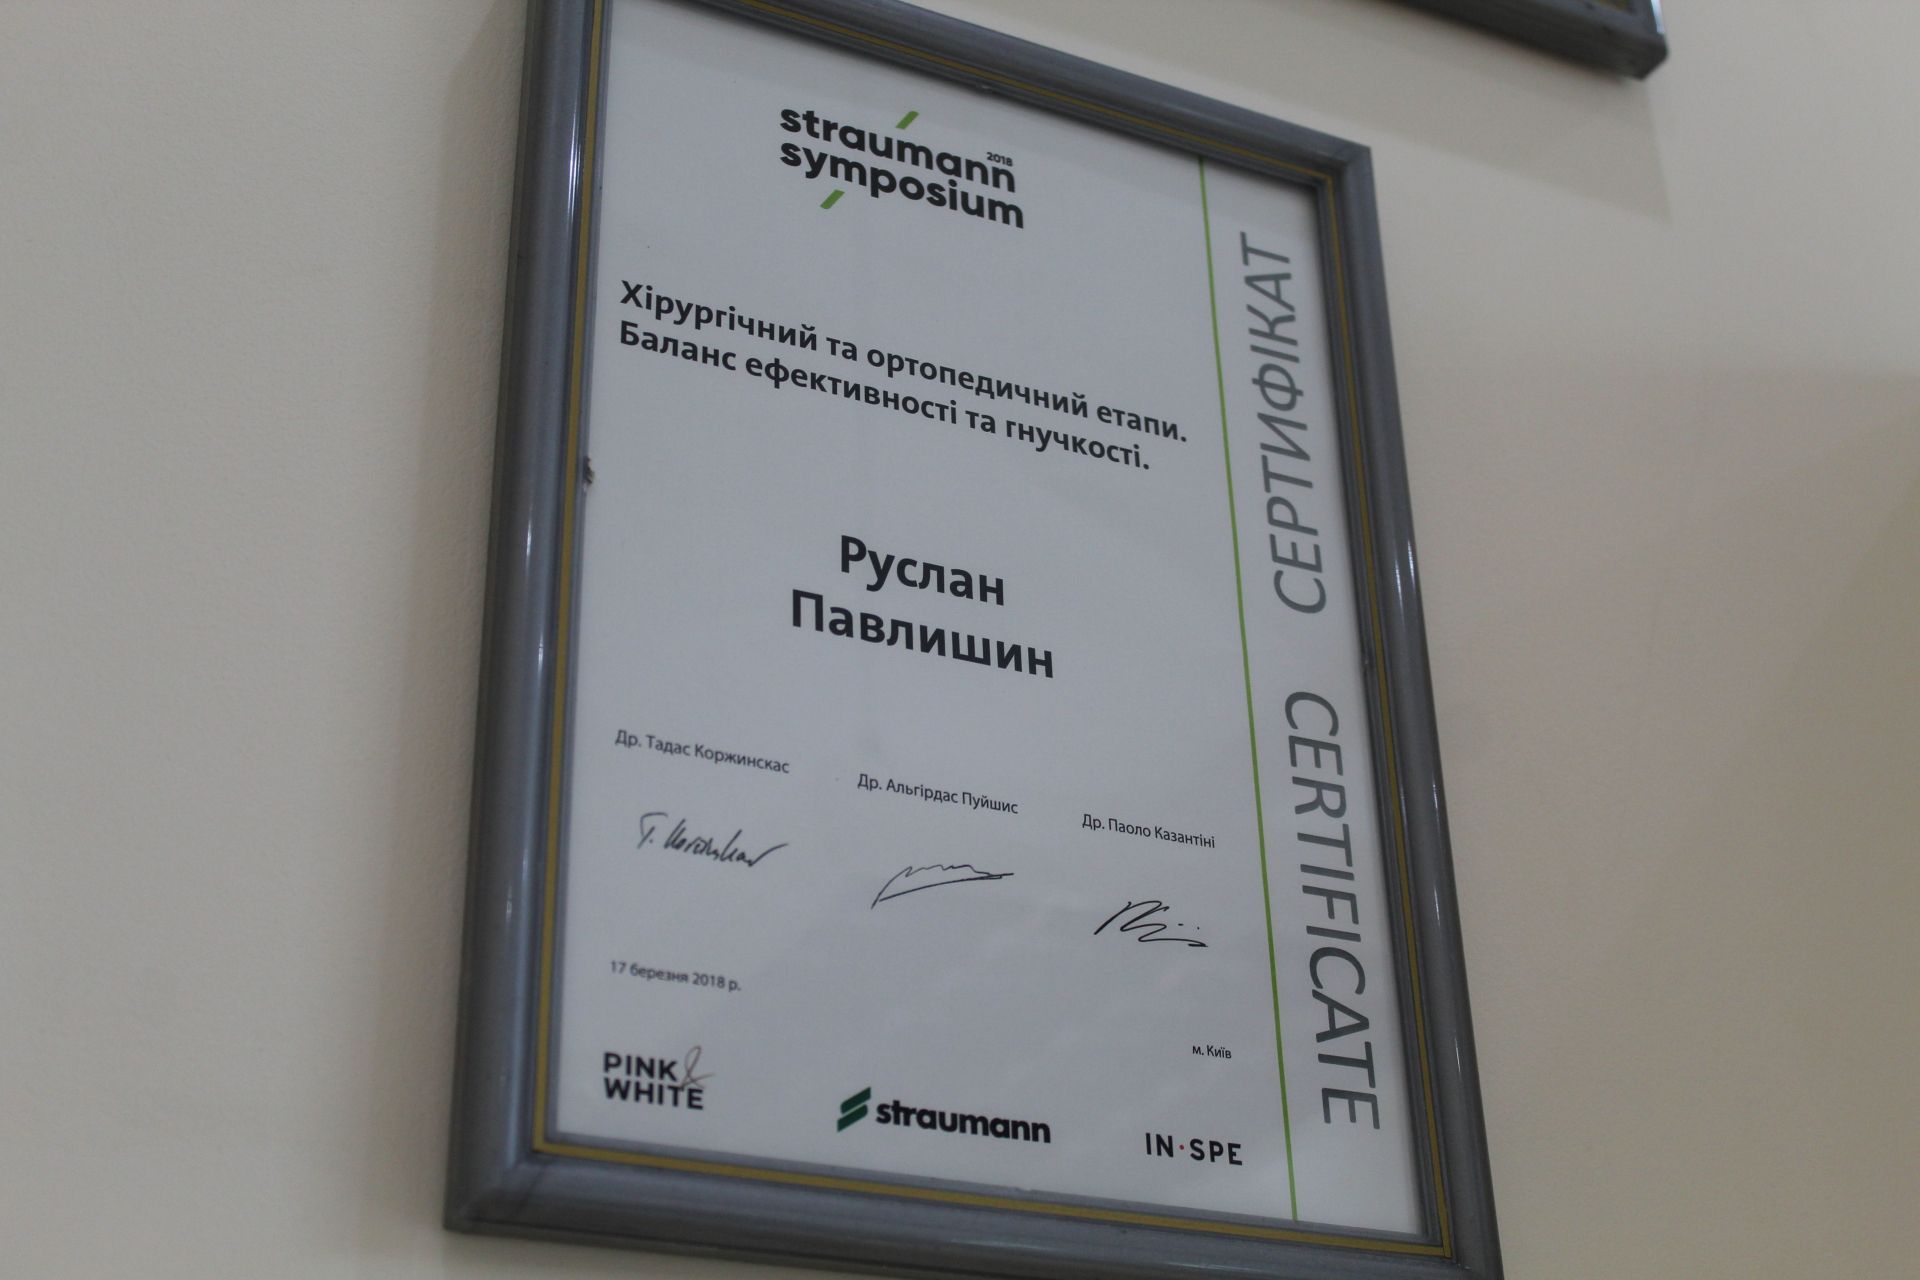 straumann
2018
symposium
Хірургічний та ортопедичний етапи.
Баланс ефективності та гнучкості.
Руслан
Павлишин
Др. Тадас Коржинскас
Др. Альгірдас Пуйшис
Др. Паоло Казантіні
17 березня 2018 р.
м. Київ
PINK &
WHITE
straumann
IN·SPE
СЕРТИФІКАТ
CERTIFICATE